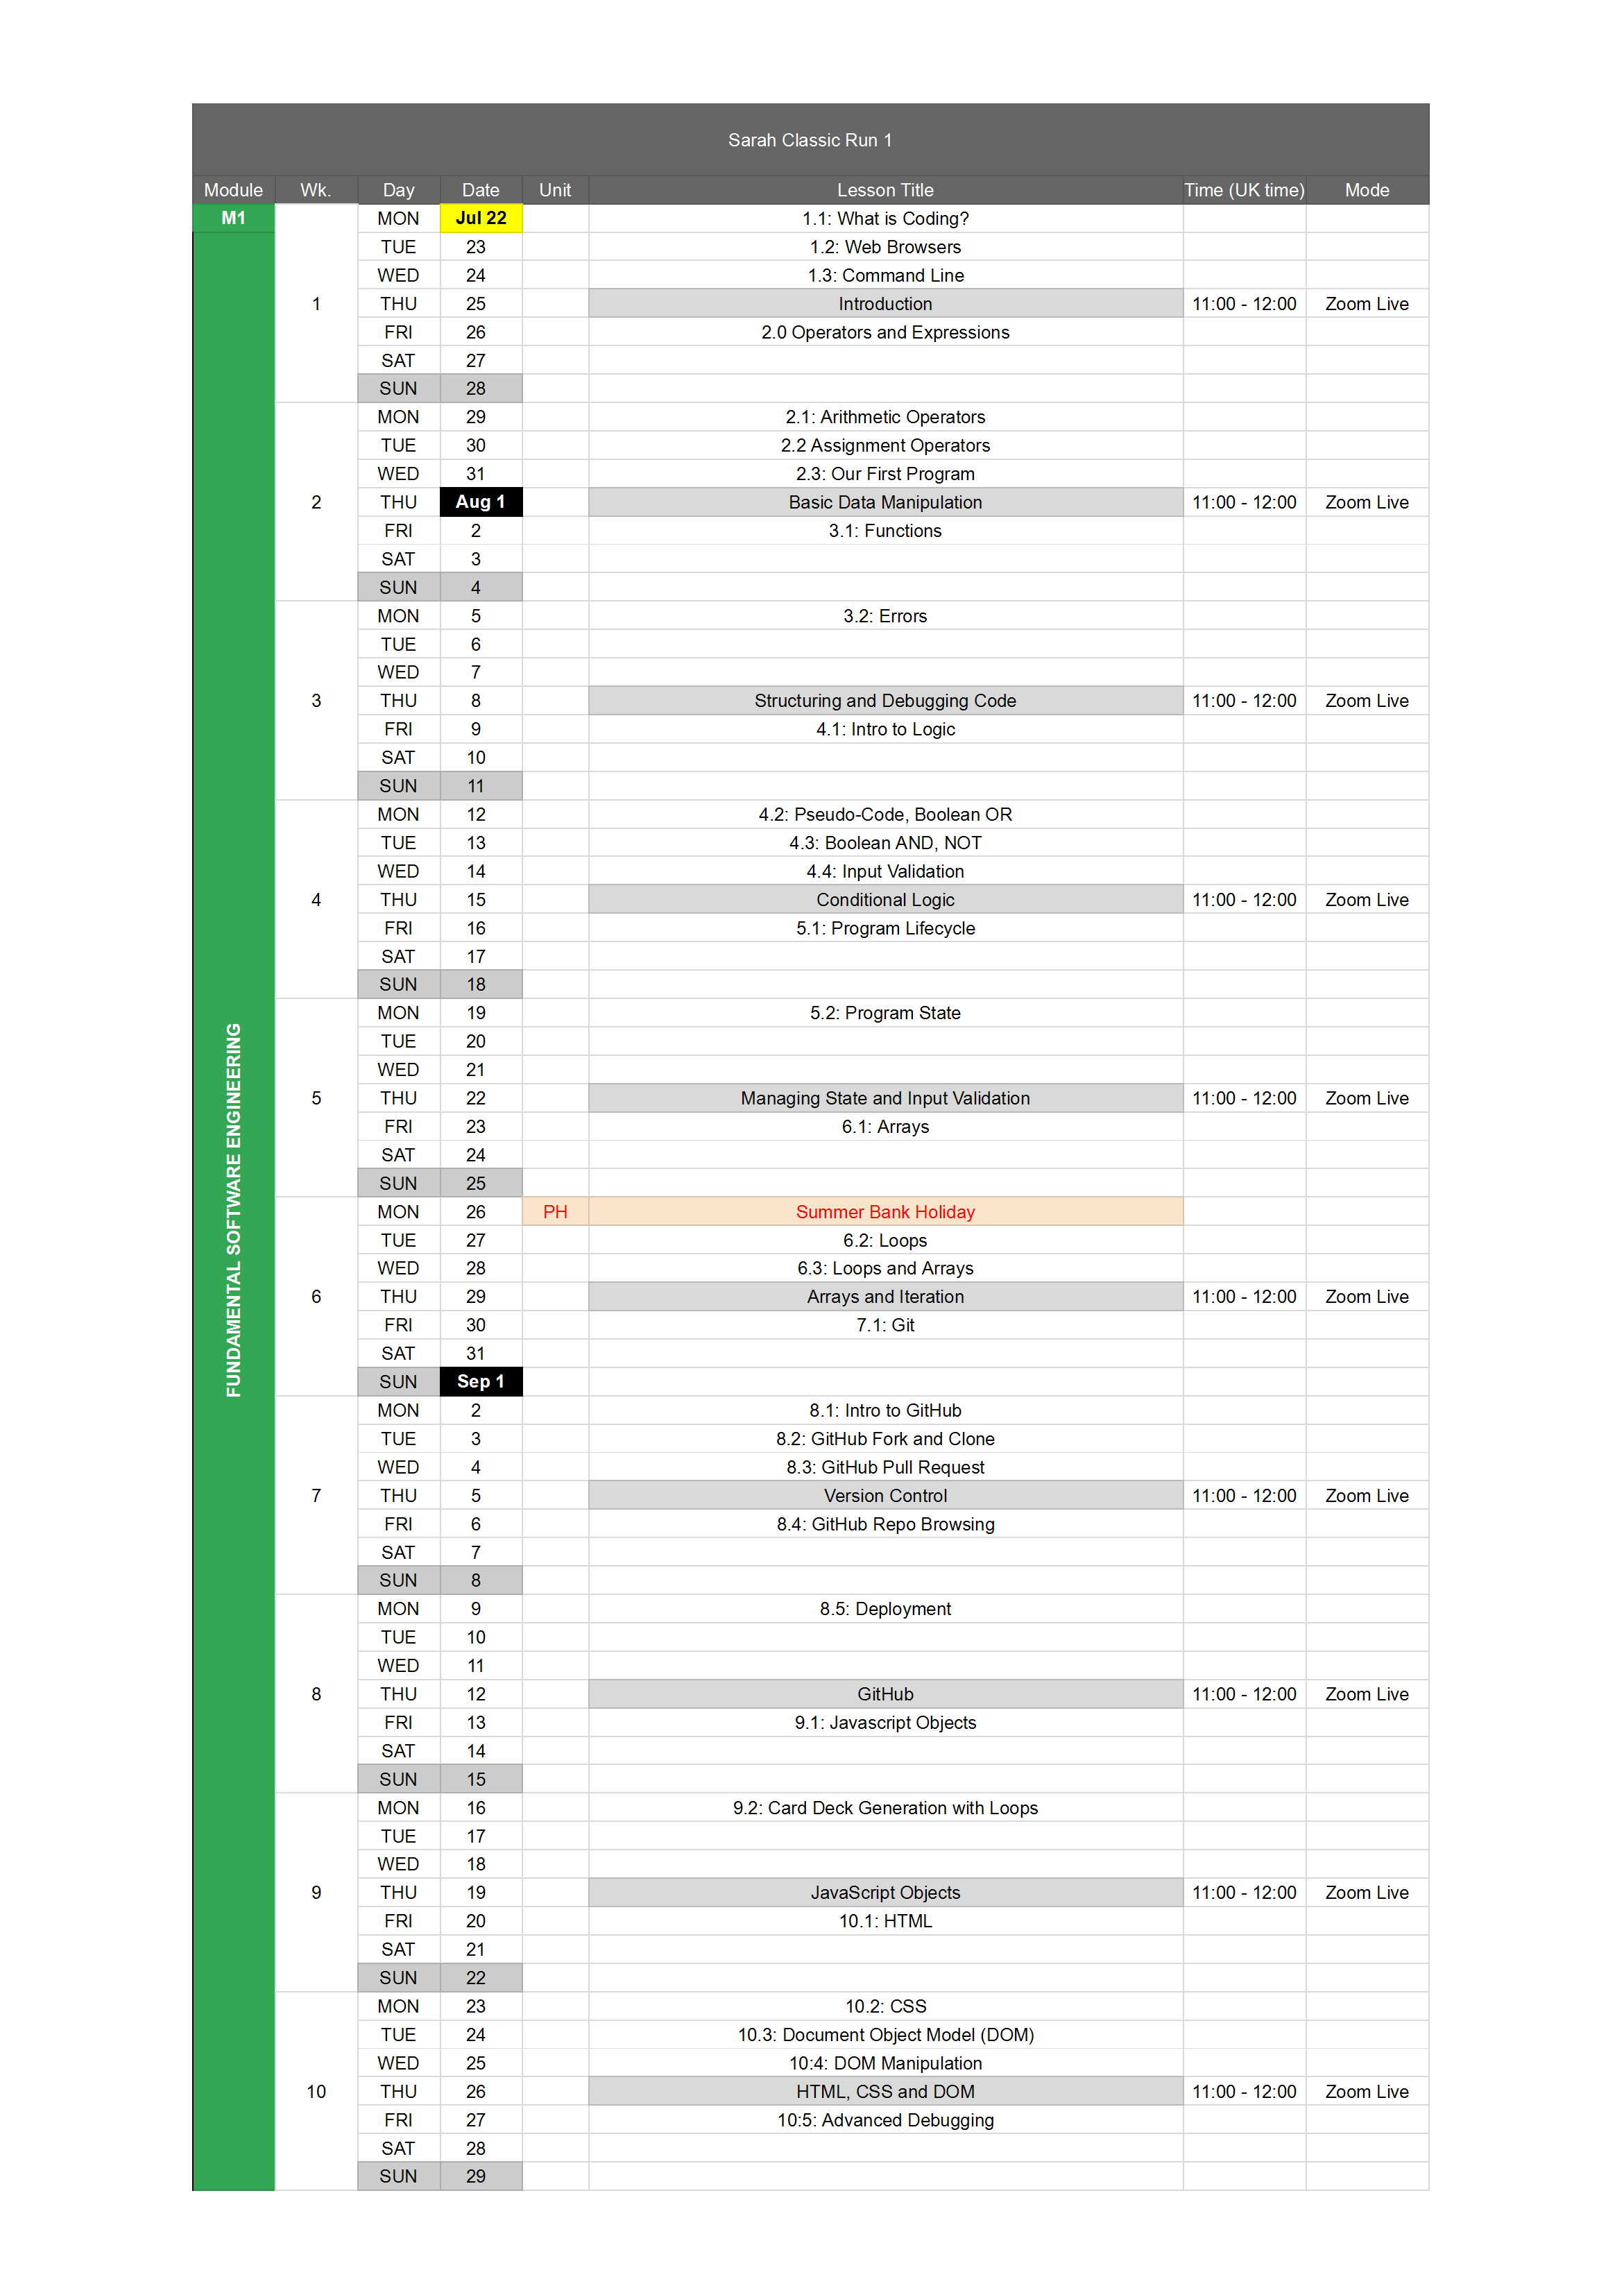 Sarah Classic Run 1
Module Wk. Day Date Unit Lesson Title Time (UK time) Mode
M1 MON Jul 22 1.1: What is Coding?
TUE 23 1.2: Web Browsers
WED 24 1.3: Command Line
1 THU 25 Introduction 11:00 - 12:00 Zoom Live
FRI 26 2.0 Operators and Expressions
SAT 27
SUN 28
MON 29 2.1: Arithmetic Operators
TUE 30 2.2 Assignment Operators
WED 31 2.3: Our First Program
2 THU Aug 1 Basic Data Manipulation 11:00 - 12:00 Zoom Live
FRI 2 3.1: Functions
SAT 3
SUN 4
MON 5 3.2: Errors
TUE 6
WED 7
3 THU 8 Structuring and Debugging Code 11:00 - 12:00 Zoom Live
FRI 9 4.1: Intro to Logic
SAT 10
SUN 11
MON 12 4.2: Pseudo-Code, Boolean OR
TUE 13 4.3: Boolean AND, NOT
WED 14 4.4: Input Validation
4 THU 15 Conditional Logic 11:00 - 12:00 Zoom Live
FRI 16 5.1: Program Lifecycle
SAT 17
SUN 18
MON 19 5.2: Program State
TUE 20
WED 21
5 THU 22 Managing State and Input Validation 11:00 - 12:00 Zoom Live
FRI 23 6.1: Arrays
SAT 24
SUN 25
FUNDAMENTAL SOFTWARE ENGINEERING
MON 26 PH Summer Bank Holiday
TUE 27 6.2: Loops
WED 28 6.3: Loops and Arrays
6 THU 29 Arrays and Iteration 11:00 - 12:00 Zoom Live
FRI 30 7.1: Git
SAT 31
SUN Sep 1
MON 2 8.1: Intro to GitHub
TUE 3 8.2: GitHub Fork and Clone
WED 4 8.3: GitHub Pull Request
7 THU 5 Version Control 11:00 - 12:00 Zoom Live
FRI 6 8.4: GitHub Repo Browsing
SAT 7
SUN 8
MON 9 8.5: Deployment
TUE 10
WED 11
8 THU 12 GitHub 11:00 - 12:00 Zoom Live
FRI 13 9.1: Javascript Objects
SAT 14
SUN 15
MON 16 9.2: Card Deck Generation with Loops
TUE 17
WED 18
9 THU 19 JavaScript Objects 11:00 - 12:00 Zoom Live
FRI 20 10.1: HTML
SAT 21
SUN 22
MON 23 10.2: CSS
TUE 24 10.3: Document Object Model (DOM)
WED 25 10:4: DOM Manipulation
10 THU 26 HTML, CSS and DOM 11:00 - 12:00 Zoom Live
FRI 27 10:5: Advanced Debugging
SAT 28
SUN 29